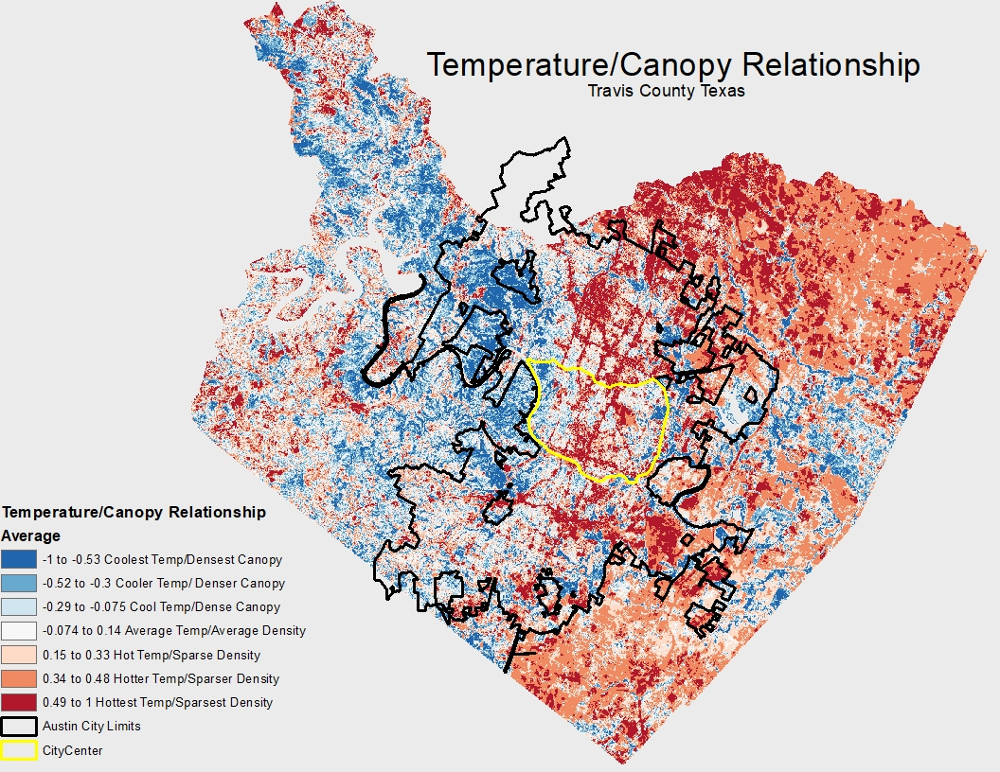 Temperature/Canopy Relationship
Travis County Texas
Temperature/Canopy Relationship
Average
-1 to -0.53 Coolest Temp/Densest Canopy
-0.52 to -0.3 Cooler Temp/ Denser Canopy
-0.29 to -0.075 Cool Temp/Dense Canopy
-0.074 to 0.14 Average Temp/Average Density
0.15 to 0.33 Hot Temp/Sparse Density
0.34 to 0.48 Hotter Temp/Sparser Density
0.49 to 1 Hottest Temp/Sparsest Density
Austin City Limits
CityCenter